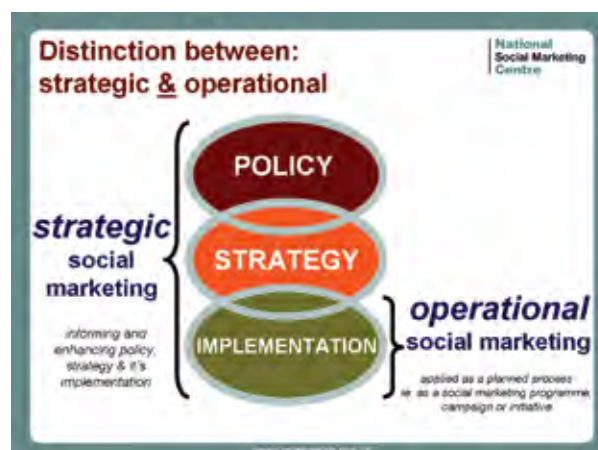 Distinction between:
strategic & operational
National
Social Marketing
Centre
POLICY
STRATEGY
IMPLEMENTATION
strategic
social
marketing
informing and
enhancing policy,
strategy & it's
implementation
operational
social marketing
applied as a planned process
ie. as a social marketing programme,
campaign or initiative